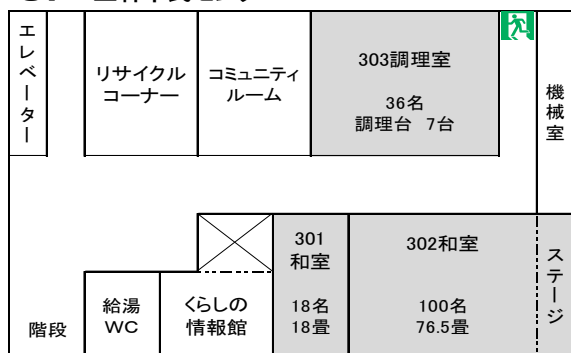 エレベーター
リサイクル
コーナー
コミュニティ
ルーム
303調理室
36名
調理台 7台
機械室
301
和室
18名
18畳
302和室
100名
76.5畳
ステージ
階段
給湯
WC
くらしの
情報館